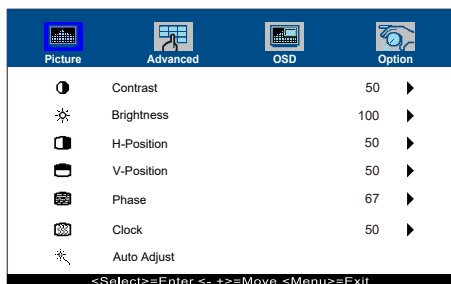 Picture Advanced OSD Option
Contrast 50
Brightness 100
H-Position 50
V-Position 50
Phase 67
Clock 50
Auto Adjust
<Select>=Enter <- +>=Move <Menu>=Exit